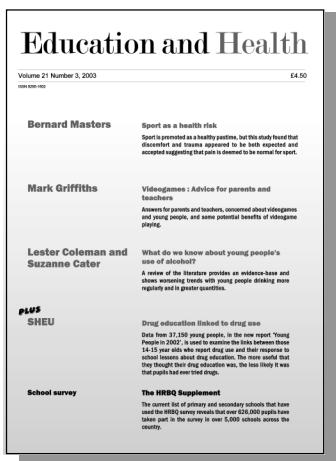 Education and Health
Volume 21 Number 3, 2003
£4.50
Bernard Masters
Sport as a health risk
Sport is promoted as a healthy pastime, but this study found that
discomfort and trauma appeared to be both expected and
accepted suggesting that pain is deemed to be normal for sport.
Mark Griffiths
Videogames : Advice for parents and
teachers
Answers for parents and teachers, concerned about videogames
and young people, and some potential benefits of videogame
playing.
Lester Coleman and
Suzanne Cater
What do we know about young people's
use of alcohol?
A review of the literature provides an evidence-base and
shows worsening trends with young people drinking more
regularly and in greater quantities.
PLUS
SHEU
Drug education linked to drug use
Data from 37,150 young people, in the new report 'Young
People in 2002', is used to examine the links between those
14-15 year olds who report drug use and their response to
school lessons about drug education. The more useful that
they thought their drug education was, the less likely it was
that pupils had ever tried drugs.
School survey
The HRBQ Supplement
The current list of primary and secondary schools that have
used the HRBQ survey reveals that over 626,000 pupils have
taken part in the survey in over 5,000 schools across the
country.